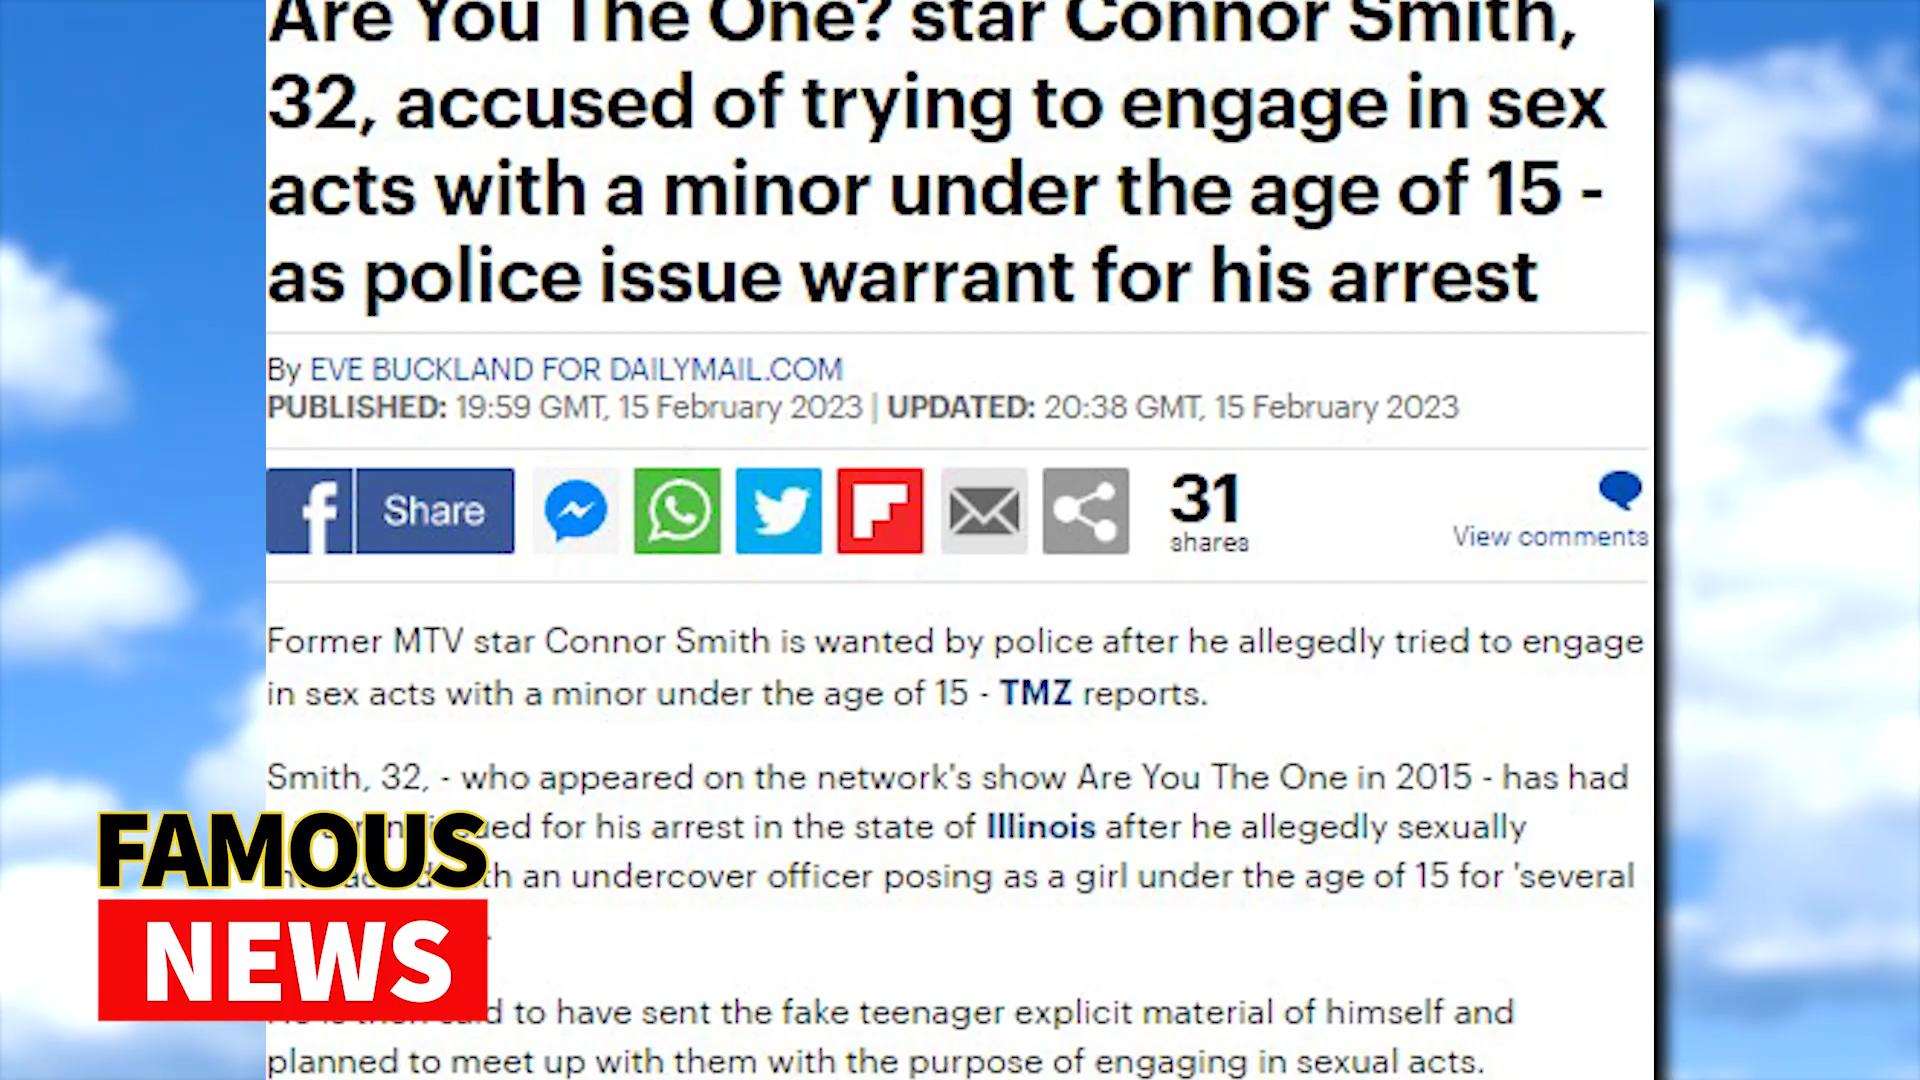 Are You The One? star Connor Smith,
32, accused of trying to engage in sex
acts with a minor under the age of 15 -
as police issue warrant for his arrest
By EVE BUCKLAND FOR DAILYMAIL.COM
PUBLISHED: 19:59 GMT, 15 February 2023 | UPDATED: 20:38 GMT, 15 February 2023
f Share
31
shares
View comments
Former MTV star Connor Smith is wanted by police after he allegedly tried to engage
in sex acts with a minor under the age of 15 - TMZ reports.
Smith, 32, - who appeared on the network's show Are You The One in 2015 - has had
for his arrest in the state of Illinois after he allegedly sexually
an undercover officer posing as a girl under the age of 15 for 'several
to have sent the fake teenager explicit material of himself and
planned to meet up with them with the purpose of engaging in sexual acts.
FAMOUS
NEWS